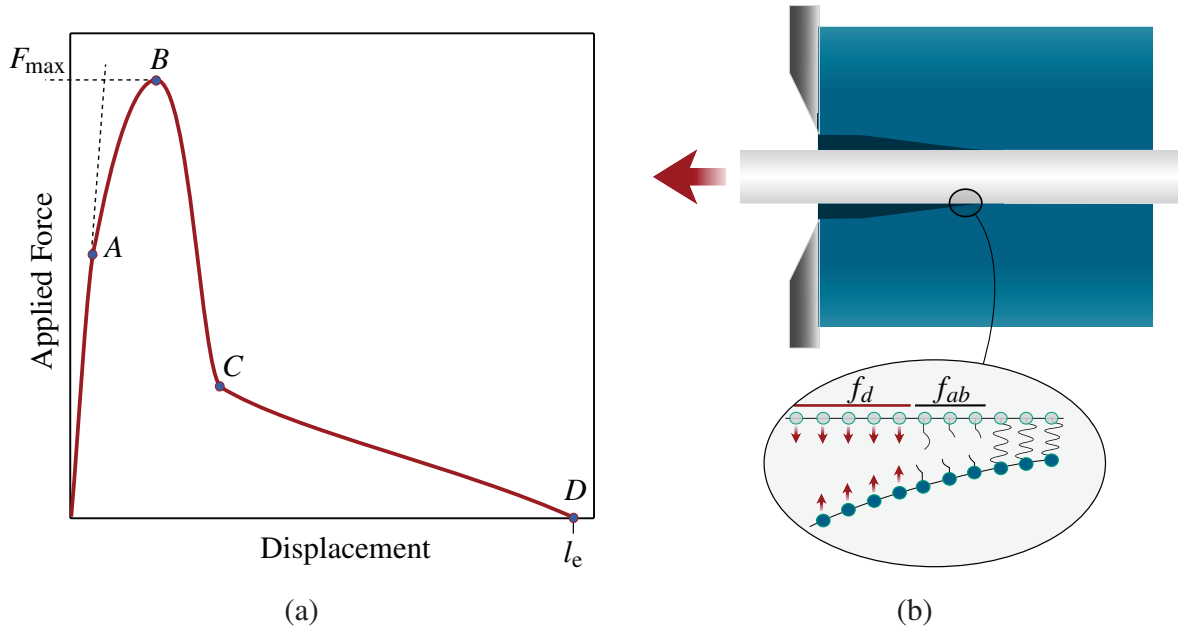 F_max
B
A
C
D
Applied Force
Displacement
l_e
(a)
f_d
f_ab
(b)